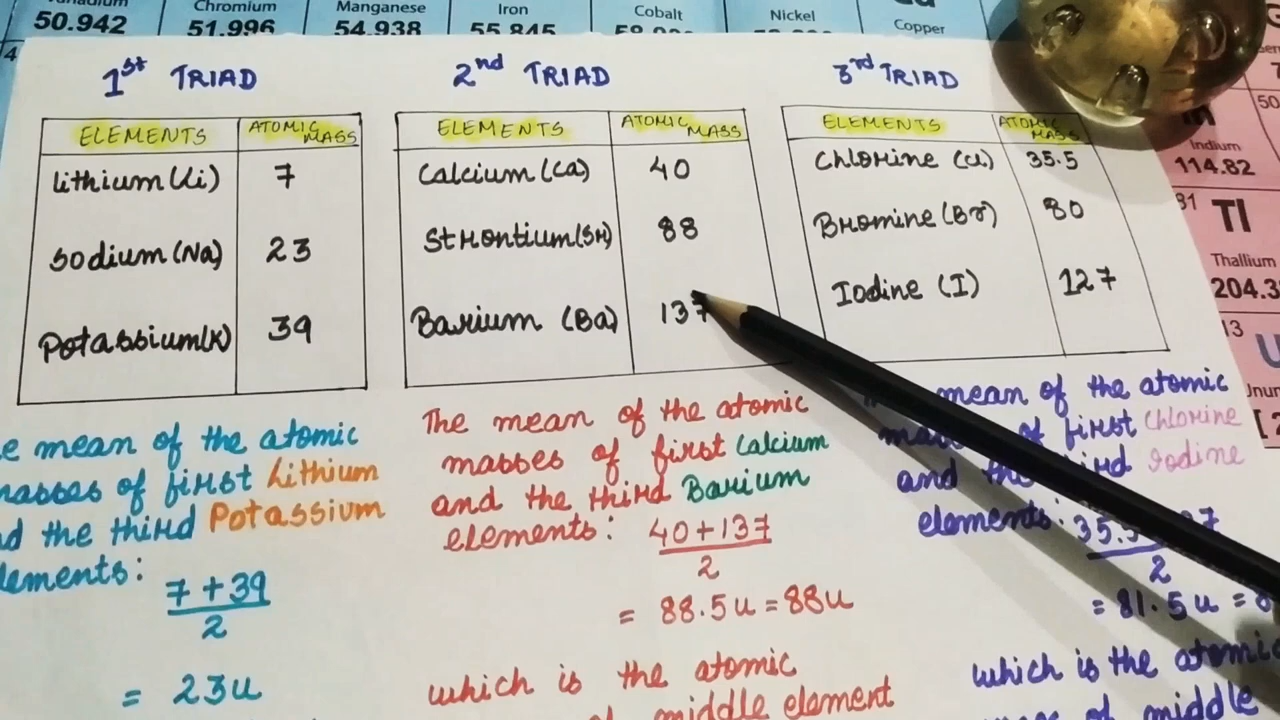 Chromium Manganese Iron Cobalt Nickel
50.942 51.996 54.938 55.845 Copper
1st TRIAD
ELEMENTS ATOMIC MASS
Lithium (Li) 7
Sodium (Na) 23
Potassium (K) 39
mean of the atomic
masses of first Lithium
the third Potassium
elements:
7 + 39
2
= 23u
2nd TRIAD
ELEMENTS ATOMIC MASS
Calcium (Ca) 40
Strontium (Sr) 88
Barium (Ba) 137
The mean of the atomic
masses of first Calcium
and the third Barium
elements: 40 + 137
2
= 88.5u = 88u
which is the atomic
middle element
3rd TRIAD
ELEMENTS ATOMIC MASS
Chlorine (Cl) 35.5
Bromine (Br) 80
Iodine (I) 127
mean of the atomic
of first Chlorine
and the third Iodine
elements:
2
= 81.5u =
which is the atomic
of middle
Indium
114.82
81 Tl
Thallium
204.3